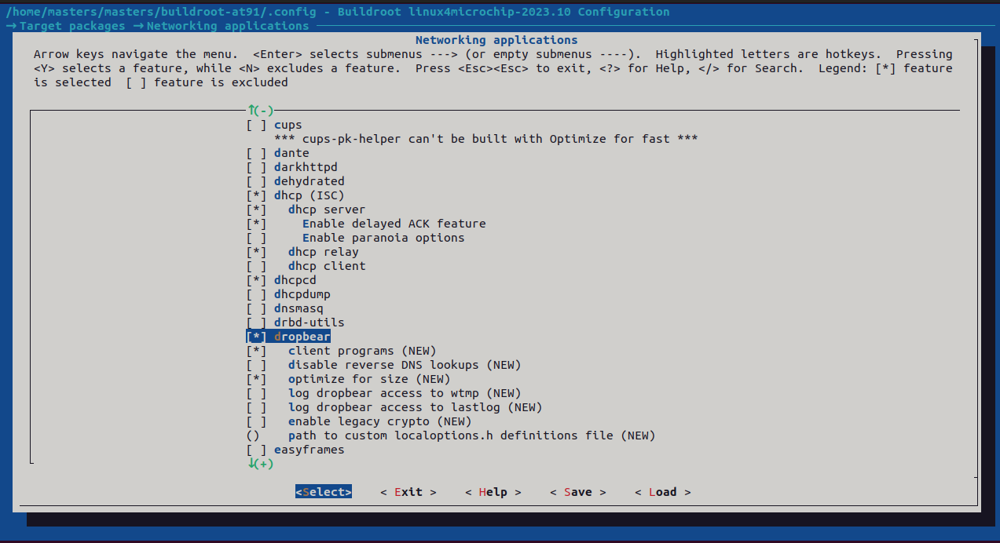 /home/masters/masters/buildroot-at91/.config - Buildroot linux4microchip-2023.10 Configuration
→ Target packages → Networking applications
Networking applications
Arrow keys navigate the menu.  <Enter> selects submenus ---> (or empty submenus ----).  Highlighted letters are hotkeys.  Pressing
<Y> selects a feature, while <N> excludes a feature.  Press <Esc><Esc> to exit, <?> for Help, </> for Search.  Legend: [*] feature
is selected  [ ] feature is excluded
↑(-)
[ ] cups
*** cups-pk-helper can't be built with Optimize for fast ***
[ ] dante
[ ] darkhttpd
[ ] dehydrated
[*] dhcp (ISC)
[*]   dhcp server
[*]     Enable delayed ACK feature
[ ]     Enable paranoia options
[*]   dhcp relay
[ ]   dhcp client
[*] dhcpcd
[ ] dhcpdump
[ ] dnsmasq
[ ] drbd-utils
[*] dropbear
[*]   client programs (NEW)
[ ]   disable reverse DNS lookups (NEW)
[*]   optimize for size (NEW)
[ ]   log dropbear access to wtmp (NEW)
[ ]   log dropbear access to lastlog (NEW)
[ ]   enable legacy crypto (NEW)
()    path to custom localoptions.h definitions file (NEW)
[ ] easyframes
↓(+)
<Select>    < Exit >    < Help >    < Save >    < Load >